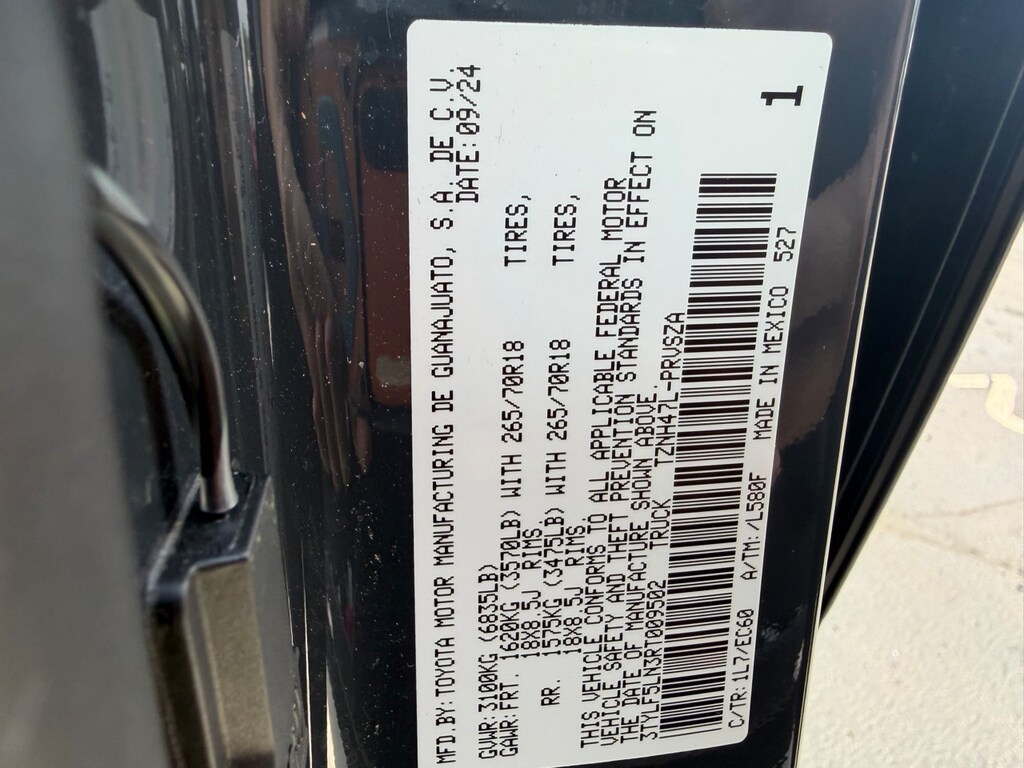 MFD.BY:TOYOTA MOTOR MANUFACTURING DE GUANAJUATO, S.A. DE C.V.
DATE:09/24
GVWR:3100KG (6835LB)
GAWR:FRT. 1620KG (3570LB) WITH 265/70R18 TIRES,
18X8.5J RIMS.
RR. 1575KG (3475LB) WITH 265/70R18 TIRES,
18X8.5J RIMS.
THIS VEHICLE CONFORMS TO ALL APPLICABLE FEDERAL MOTOR
VEHICLE SAFETY AND THEFT PREVENTION STANDARDS IN EFFECT ON
THE DATE OF MANUFACTURE SHOWN ABOVE.
3TYLF5LN3RT009502 TRUCK TZNA47L-PRVSZA
C/TR:1L7/EC60 A/TM:/L580F MADE IN MEXICO 527
1